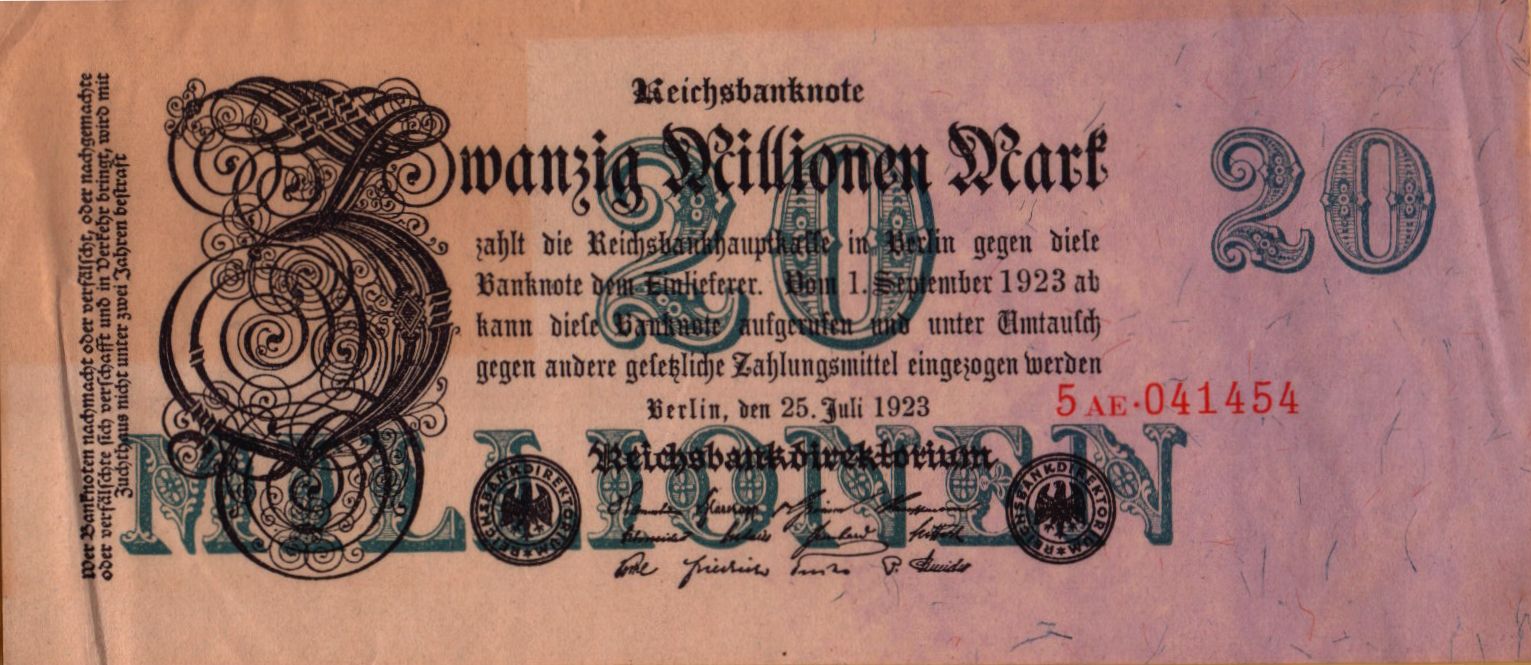 Reichsbanknote
Zwanzig Millionen Mark
20
20
zahlt die Reichsbankhauptkasse in Berlin gegen diese
Banknote dem Einlieferer. Vom 1. September 1923 ab
kann diese Banknote aufgerufen und unter Umtausch
gegen andere gesetzliche Zahlungsmittel eingezogen werden
Berlin, den 25. Juli 1923
5 AE·041454
Reichsbankdirektorium
MILLIONEN
REICHSBANKDIREKTORIUM
REICHSBANKDIREKTORIUM
Wer Banknoten nachmacht oder verfälscht, oder nachgemachte
oder verfälschte sich verschafft und in Verkehr bringt, wird mit
Zuchthaus nicht unter zwei Jahren bestraft